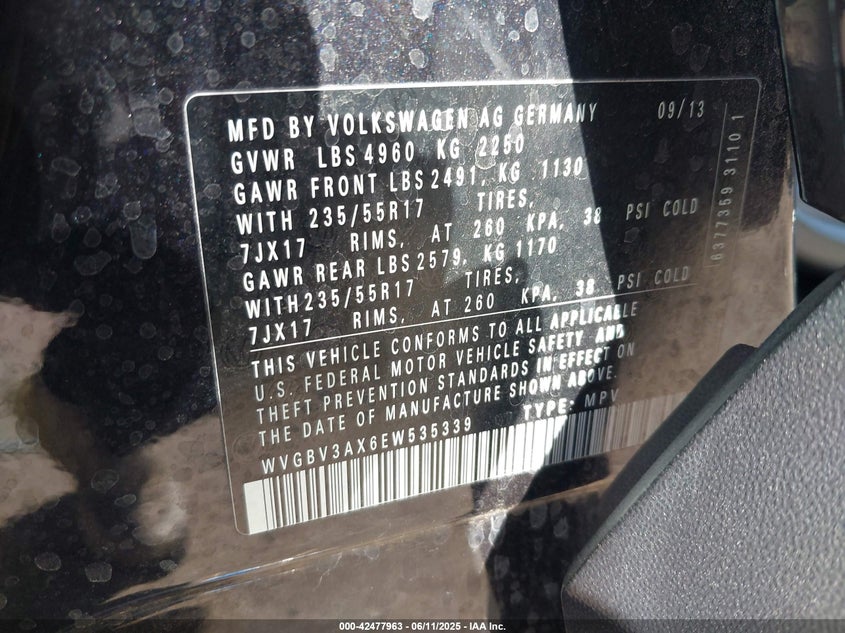 MFD BY VOLKSWAGEN AG GERMANY 09/13
GVWR LBS 4960 KG 2250
GAWR FRONT LBS 2491, KG 1130
WITH 235/55R17 TIRES,
7JX17 RIMS, AT 260 KPA, 38 PSI COLD
GAWR REAR LBS 2579, KG 1170
WITH 235/55R17 TIRES,
7JX17 RIMS, AT 260 KPA, 38 PSI COLD
THIS VEHICLE CONFORMS TO ALL APPLICABLE
U.S. FEDERAL MOTOR VEHICLE SAFETY AND
THEFT PREVENTION STANDARDS IN EFFECT ON
THE DATE OF MANUFACTURE SHOWN ABOVE.
WVGBV3AX6EW535339 TYPE: MPV
6377359 3110 1
000-42477963 - 06/11/2025 - IAA Inc.